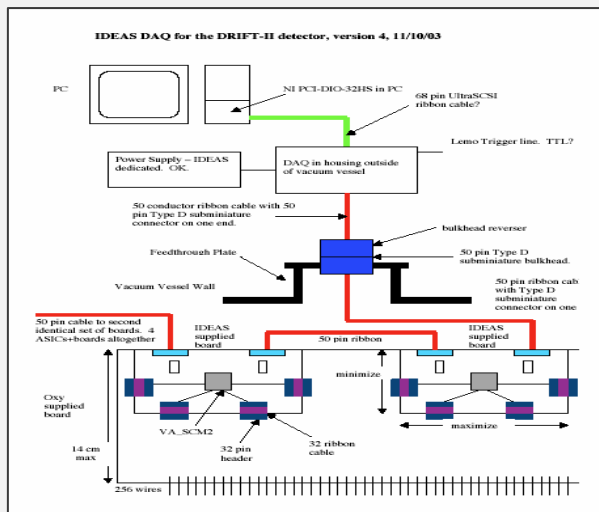 IDEAS DAQ for the DRIFT-II detector, version 4, 11/10/03
PC
NI PCI-DIO-32HS in PC
68 pin UltraSCSI
ribbon cable?
Lemo Trigger line. TTL?
Power Supply – IDEAS
dedicated. OK.
DAQ in housing outside
of vacuum vessel
50 conductor ribbon cable with 50
pin Type D subminiature
connector on one end.
bulkhead reverser
Feedthrough Plate
50 pin Type D
subminiature bulkhead.
Vacuum Vessel Wall
50 pin ribbon cab
with Type D
subminiature
connector on one
50 pin cable to second
identical set of boards. 4
ASICs+boards altogether
IDEAS
supplied
board
50 pin ribbon
IDEAS
supplied
board
minimize
Oxy
supplied
board
maximize
VA_SCM2
14 cm
max
32 pin
header
32 ribbon
cable
256 wires